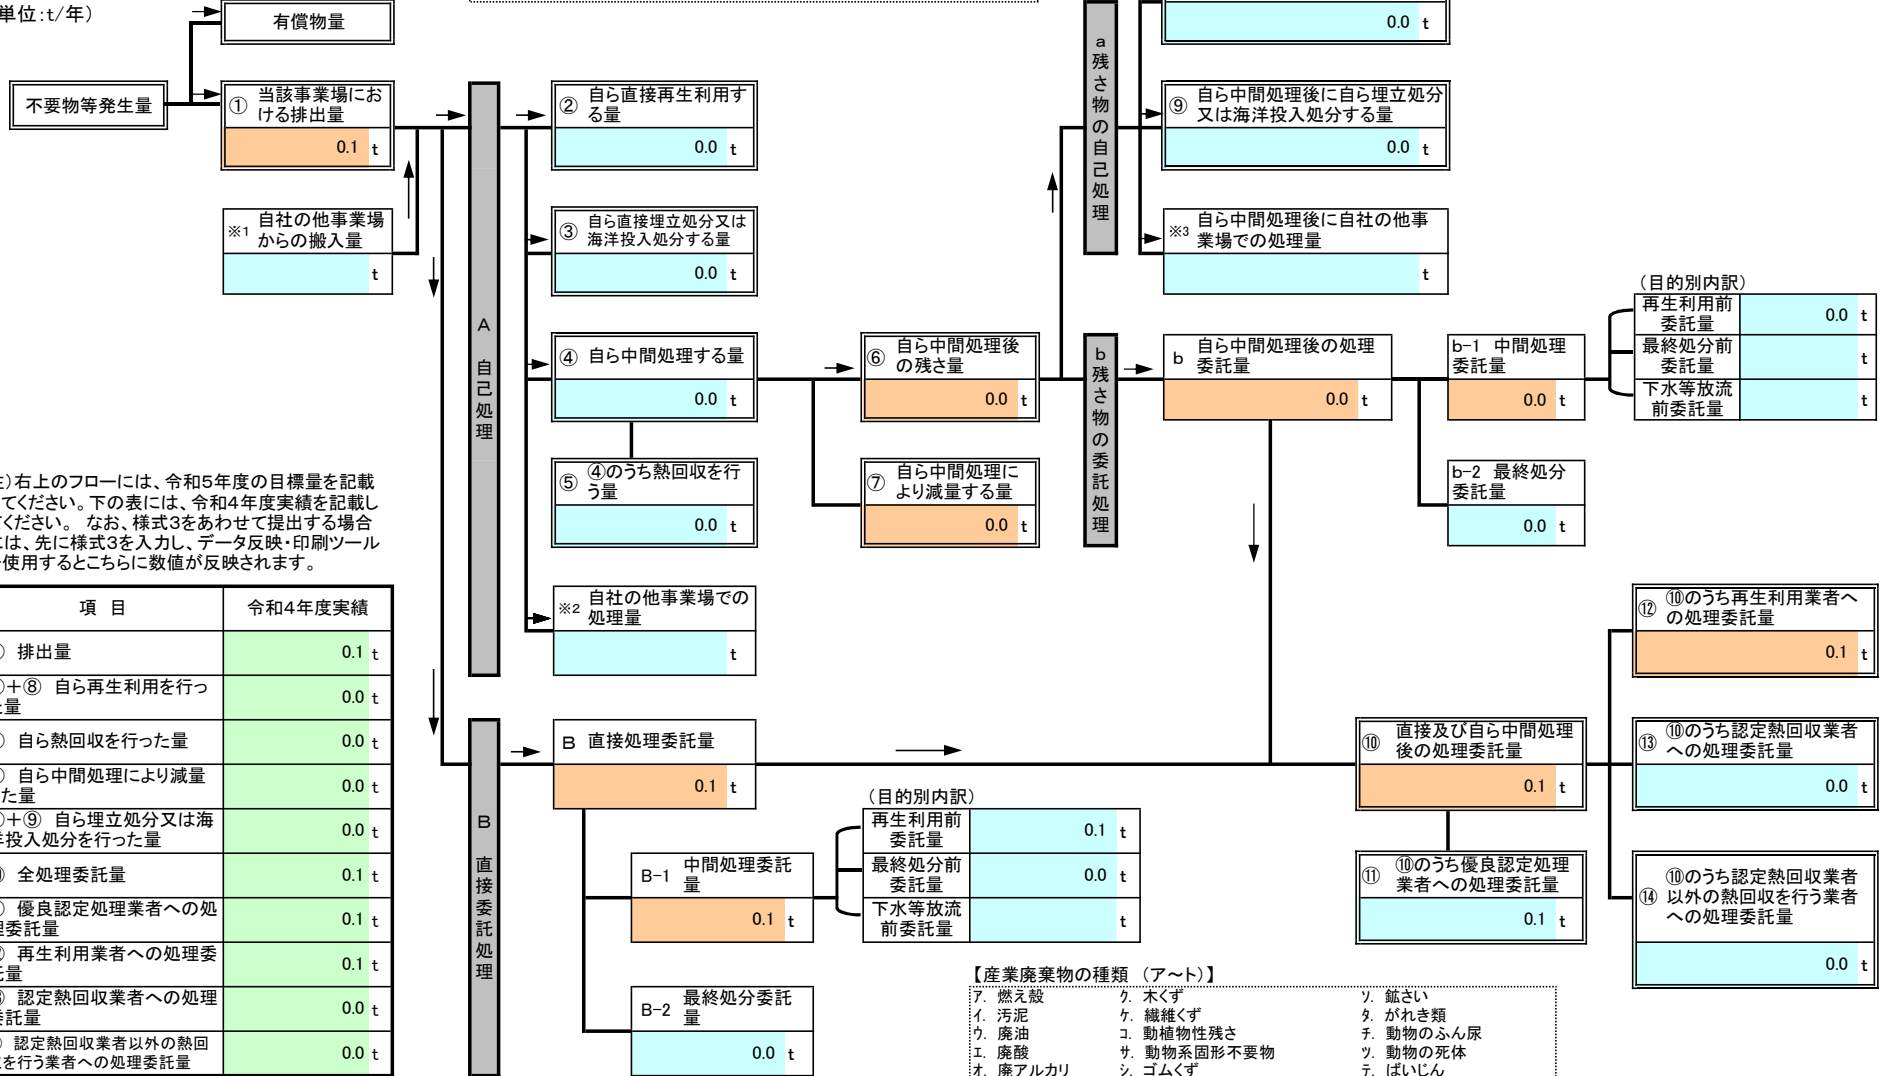 単位:t/年)
有償物量
不要物等発生量
① 当該事業場にお
ける排出量
0.1 t
※1 自社の他事業場
からの搬入量
t
A 自己処理
② 自ら直接再生利用す
る量
0.0 t
③ 自ら直接埋立処分又は
海洋投入処分する量
0.0 t
④ 自ら中間処理する量
0.0 t
⑤ ④のうち熱回収を行
う量
0.0 t
※2 自社の他事業場での
処理量
t
⑥ 自ら中間処理後
の残さ量
0.0 t
⑦ 自ら中間処理に
より減量する量
0.0 t
a 残さ物の自己処理
0.0 t
⑨ 自ら中間処理後に自ら埋立処分
又は海洋投入処分する量
0.0 t
※3 自ら中間処理後に自社の他事
業場での処理量
t
b 残さ物の委託処理
b 自ら中間処理後の処理
委託量
0.0 t
b-1 中間処理
委託量
0.0 t
(目的別内訳)
再生利用前
委託量
0.0 t
最終処分前
委託量
t
下水等放流
前委託量
t
b-2 最終処分
委託量
0.0 t
)右上のフローには、令和5年度の目標量を記載
てください。下の表には、令和4年度実績を記載し
ください。 なお、様式3をあわせて提出する場合
は、先に様式3を入力し、データ反映・印刷ツール
使用するとこちらに数値が反映されます。
項 目 令和4年度実績
排出量 0.1 t
+⑧ 自ら再生利用を行っ
量
0.0 t
自ら熱回収を行った量 0.0 t
自ら中間処理により減量
た量
0.0 t
+⑨ 自ら埋立処分又は海
投入処分を行った量
0.0 t
全処理委託量 0.1 t
優良認定処理業者への処
委託量
0.1 t
再生利用業者への処理委
量
0.1 t
認定熱回収業者への処理
託量
0.0 t
認定熱回収業者以外の熱回
を行う業者への処理委託量
0.0 t
B 直接委託処理
B 直接処理委託量
0.1 t
B-1 中間処理委託
量
0.1 t
(目的別内訳)
再生利用前
委託量
0.1 t
最終処分前
委託量
0.0 t
下水等放流
前委託量
t
B-2 最終処分委託
量
0.0 t
⑩ 直接及び自ら中間処理
後の処理委託量
0.1 t
⑪ ⑩のうち優良認定処理
業者への処理委託量
0.1 t
⑫ ⑩のうち再生利用業者へ
の処理委託量
0.1 t
⑬ ⑩のうち認定熱回収業者
への処理委託量
0.0 t
⑭ ⑩のうち認定熱回収業者
以外の熱回収を行う業者
への処理委託量
0.0 t
【産業廃棄物の種類 (ア~ト)】
ア. 燃え殻 ク. 木くず ソ. 鉱さい
イ. 汚泥 ケ. 繊維くず タ. がれき類
ウ. 廃油 コ. 動植物性残さ チ. 動物のふん尿
エ. 廃酸 サ. 動物系固形不要物 ツ. 動物の死体
オ. 廃アルカリ シ. ゴムくず テ. ばいじん